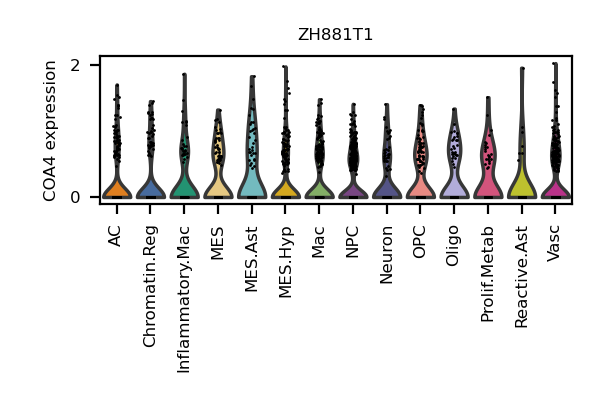 ZH881T1
COA4 expression
2
0
AC
Chromatin.Reg
Inflammatory.Mac
MES
MES.Ast
MES.Hyp
Mac
NPC
Neuron
OPC
Oligo
Prolif.Metab
Reactive.Ast
Vasc